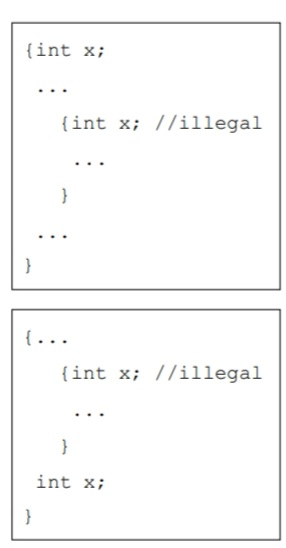 {int x;
...
{int x; //illegal
...
}
...
}
{...
{int x; //illegal
...
}
int x;
}